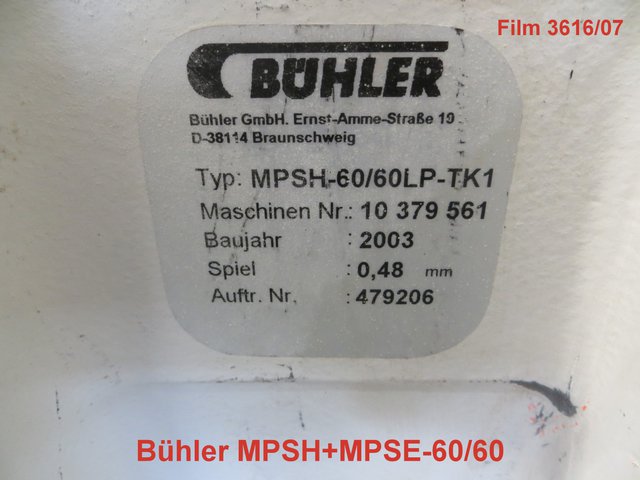 Film 3616/07
BÜHLER
Bühler GmbH. Ernst-Amme-Straße 19
D-38114 Braunschweig
Typ: MPSH-60/60LP-TK1
Maschinen Nr.: 10 379 561
Baujahr : 2003
Spiel : 0,48 mm
Auftr. Nr. : 479206
Bühler MPSH+MPSE-60/60